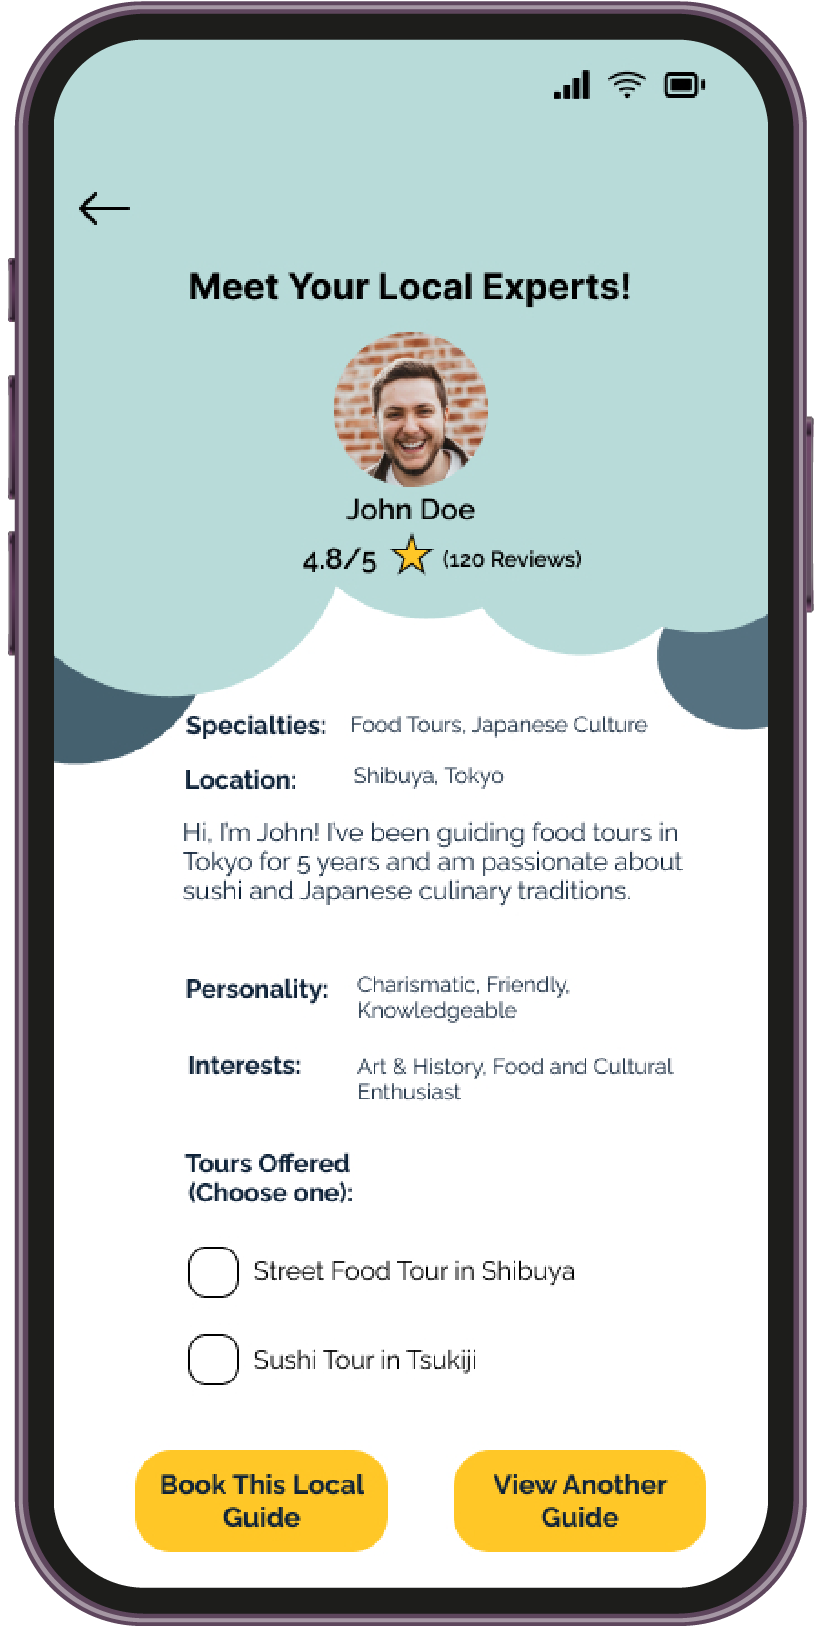 Meet Your Local Experts!
John Doe
4.8/5 (120 Reviews)
Specialties: Food Tours, Japanese Culture
Location: Shibuya, Tokyo
Hi, I'm John! I've been guiding food tours in
Tokyo for 5 years and am passionate about
sushi and Japanese culinary traditions.
Personality: Charismatic, Friendly,
Knowledgeable
Interests: Art & History, Food and Cultural
Enthusiast
Tours Offered
(Choose one):
Street Food Tour in Shibuya
Sushi Tour in Tsukiji
Book This Local
Guide
View Another
Guide